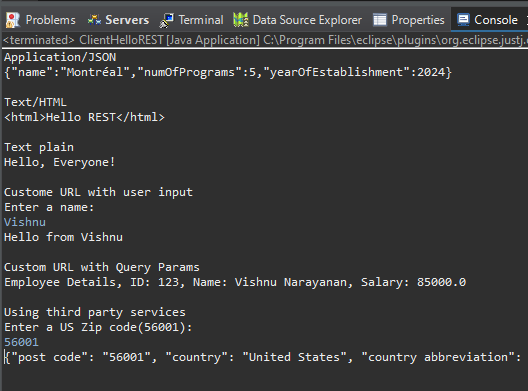 Problems Servers Terminal Data Source Explorer Properties Console
<terminated> ClientHelloREST [Java Application] C:\Program Files\eclipse\plugins\org.eclipse.justj.
Application/JSON
{"name":"Montréal","numOfPrograms":5,"yearOfEstablishment":2024}
Text/HTML
<html>Hello REST</html>
Text plain
Hello, Everyone!
Custome URL with user input
Enter a name:
Vishnu
Hello from Vishnu
Custom URL with Query Params
Employee Details, ID: 123, Name: Vishnu Narayanan, Salary: 85000.0
Using third party services
Enter a US Zip code(56001):
56001
{"post code": "56001", "country": "United States", "country abbreviation":